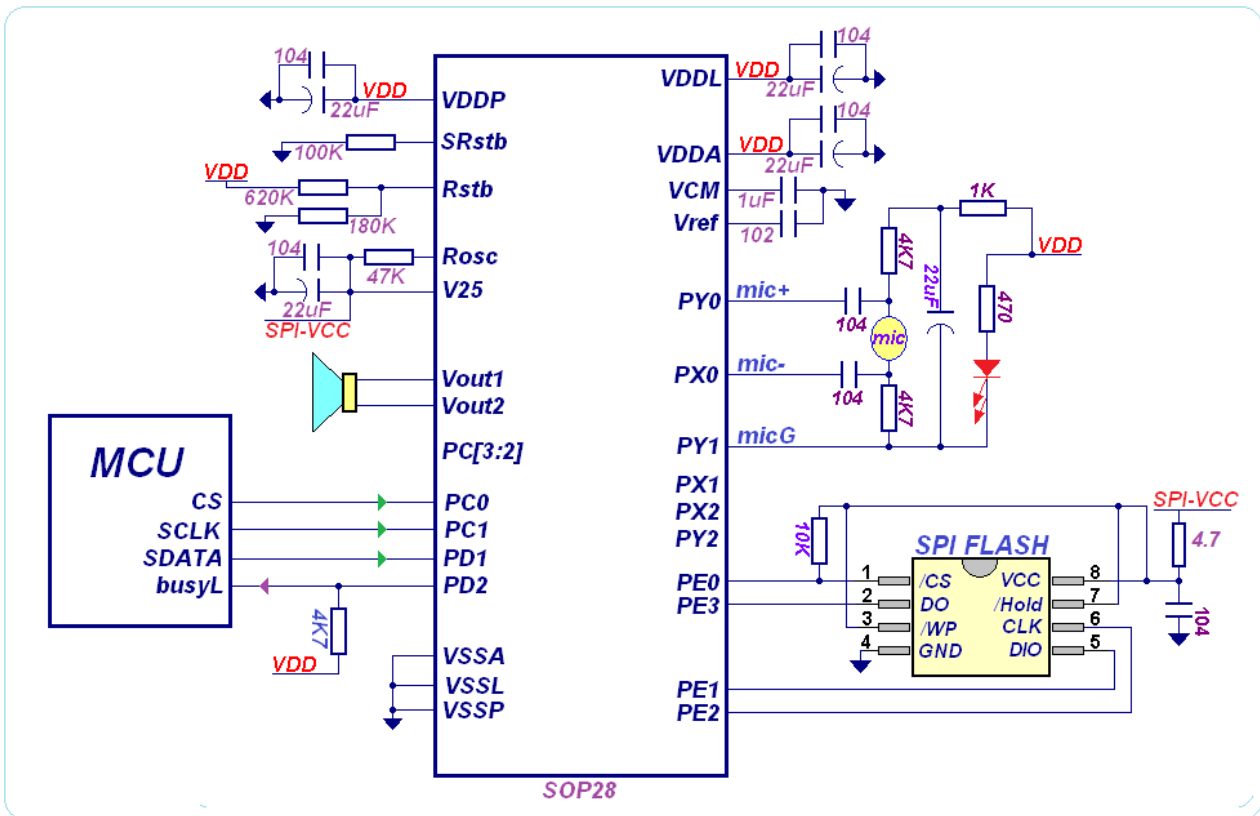 104
22uF
VDD
VDDP
100K
SRstb
VDD
620K
180K
Rstb
104
47K
Rosc
22uF
V25
SPI-VCC
Vout1
Vout2
PC[3:2]
MCU
CS
PC0
SCLK
PC1
SDATA
PD1
busyL
PD2
4K7
VDD
VSSA
VSSL
VSSP
SOP28
104
VDDL
VDD
22uF
104
VDDA
VDD
22uF
VCM
1uF
Vref
102
1K
4K7
22uF
VDD
470
PY0
mic+
104
mic
PX0
mic-
104
4K7
PY1
micG
PX1
PX2
PY2
10K
SPI-VCC
4.7
104
SPI FLASH
PE0
1
/CS
VCC
8
PE3
2
DO
/Hold
7
3
/WP
CLK
6
4
GND
DIO
5
PE1
PE2